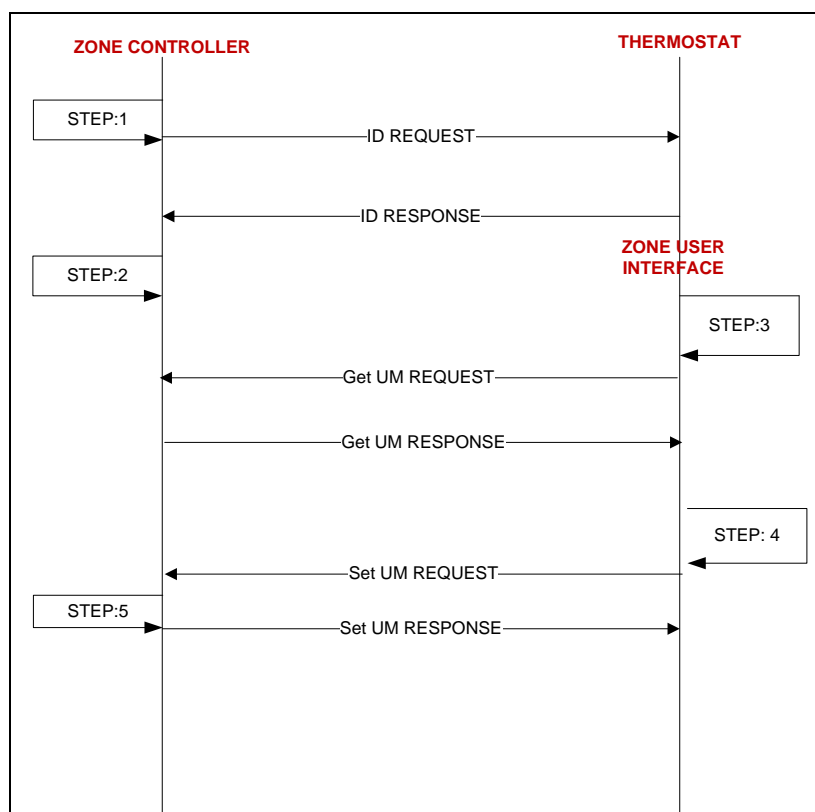 ZONE CONTROLLER
THERMOSTAT
STEP:1
ID REQUEST
ID RESPONSE
ZONE USER
INTERFACE
STEP:2
STEP:3
Get UM REQUEST
Get UM RESPONSE
STEP: 4
Set UM REQUEST
STEP:5
Set UM RESPONSE